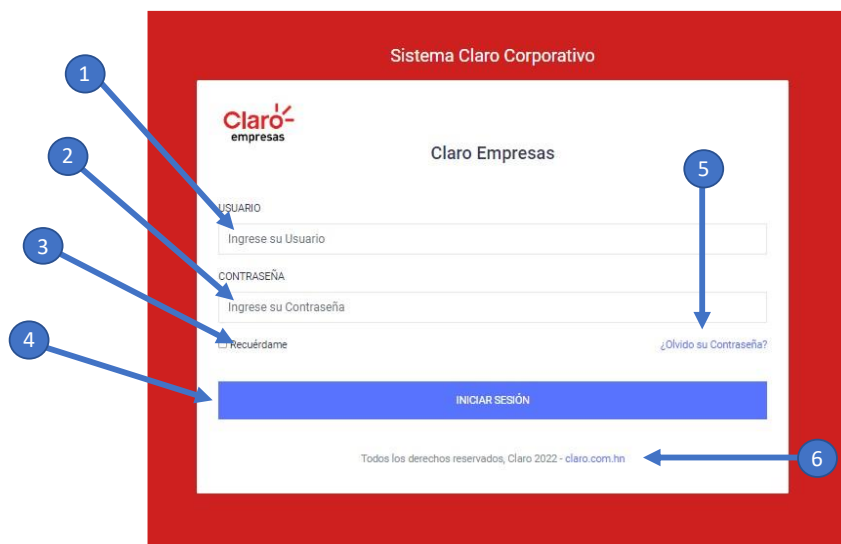 Sistema Claro Corporativo
1
Claro
empresas
Claro Empresas
2
5
USUARIO
Ingrese su Usuario
3
CONTRASEÑA
Ingrese su Contraseña
4
Recuérdame
¿Olvido su Contraseña?
INICIAR SESIÓN
Todos los derechos reservados, Claro 2022 - claro.com.hn
6